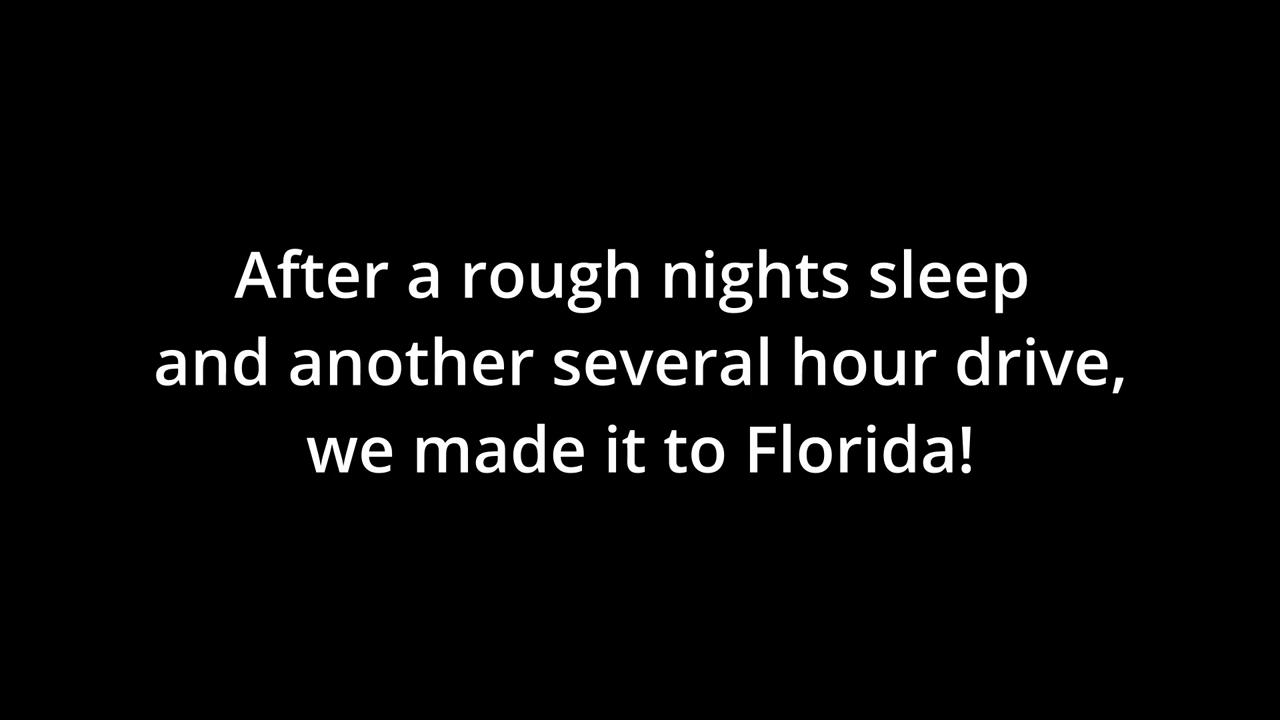 After a rough nights sleep
and another several hour drive,
we made it to Florida!